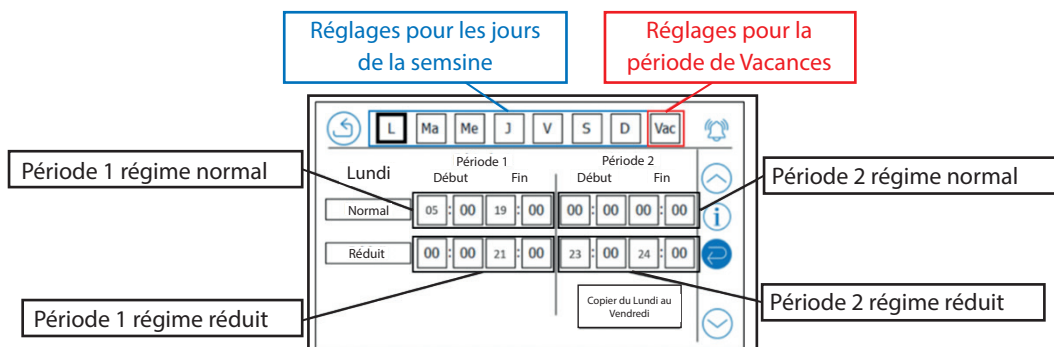 Réglages pour les jours
de la semsine
Réglages pour la
période de Vacances
L Ma Me J V S D Vac
Période 1 régime normal
Lundi
Période 1
Début Fin
Période 2
Début Fin
Normal 05 : 00 19 : 00 00 : 00 00 : 00
Réduit 00 : 00 21 : 00 23 : 00 24 : 00
Période 2 régime normal
i
Période 1 régime réduit
Copier du Lundi au
Vendredi
Période 2 régime réduit